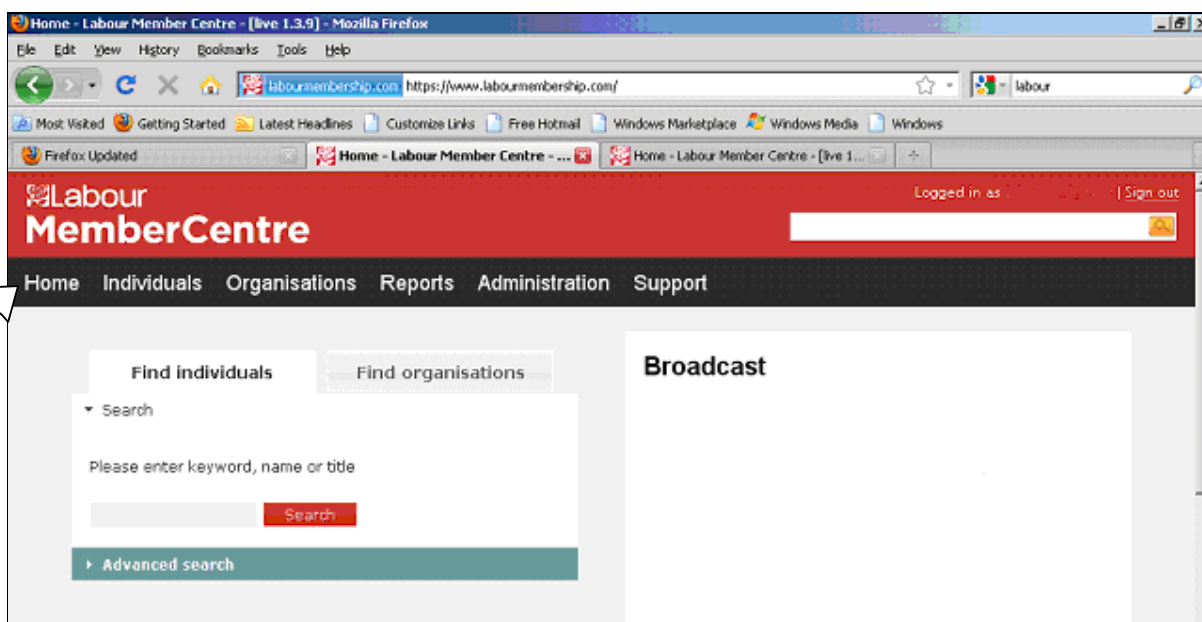 Home - Labour Member Centre - [live 1.3.9] - Mozilla Firefox
File Edit View History Bookmarks Tools Help
labourmembership.com https://www.labourmembership.com/ labour
Most Visited Getting Started Latest Headlines Customize Links Free Hotmail Windows Marketplace Windows Media Windows
Firefox Updated Home - Labour Member Centre - ... Home - Labour Member Centre - [live 1...
Labour
MemberCentre
Logged in as | Sign out
Home Individuals Organisations Reports Administration Support
Find individuals Find organisations
Search
Please enter keyword, name or title
Search
Advanced search
Broadcast